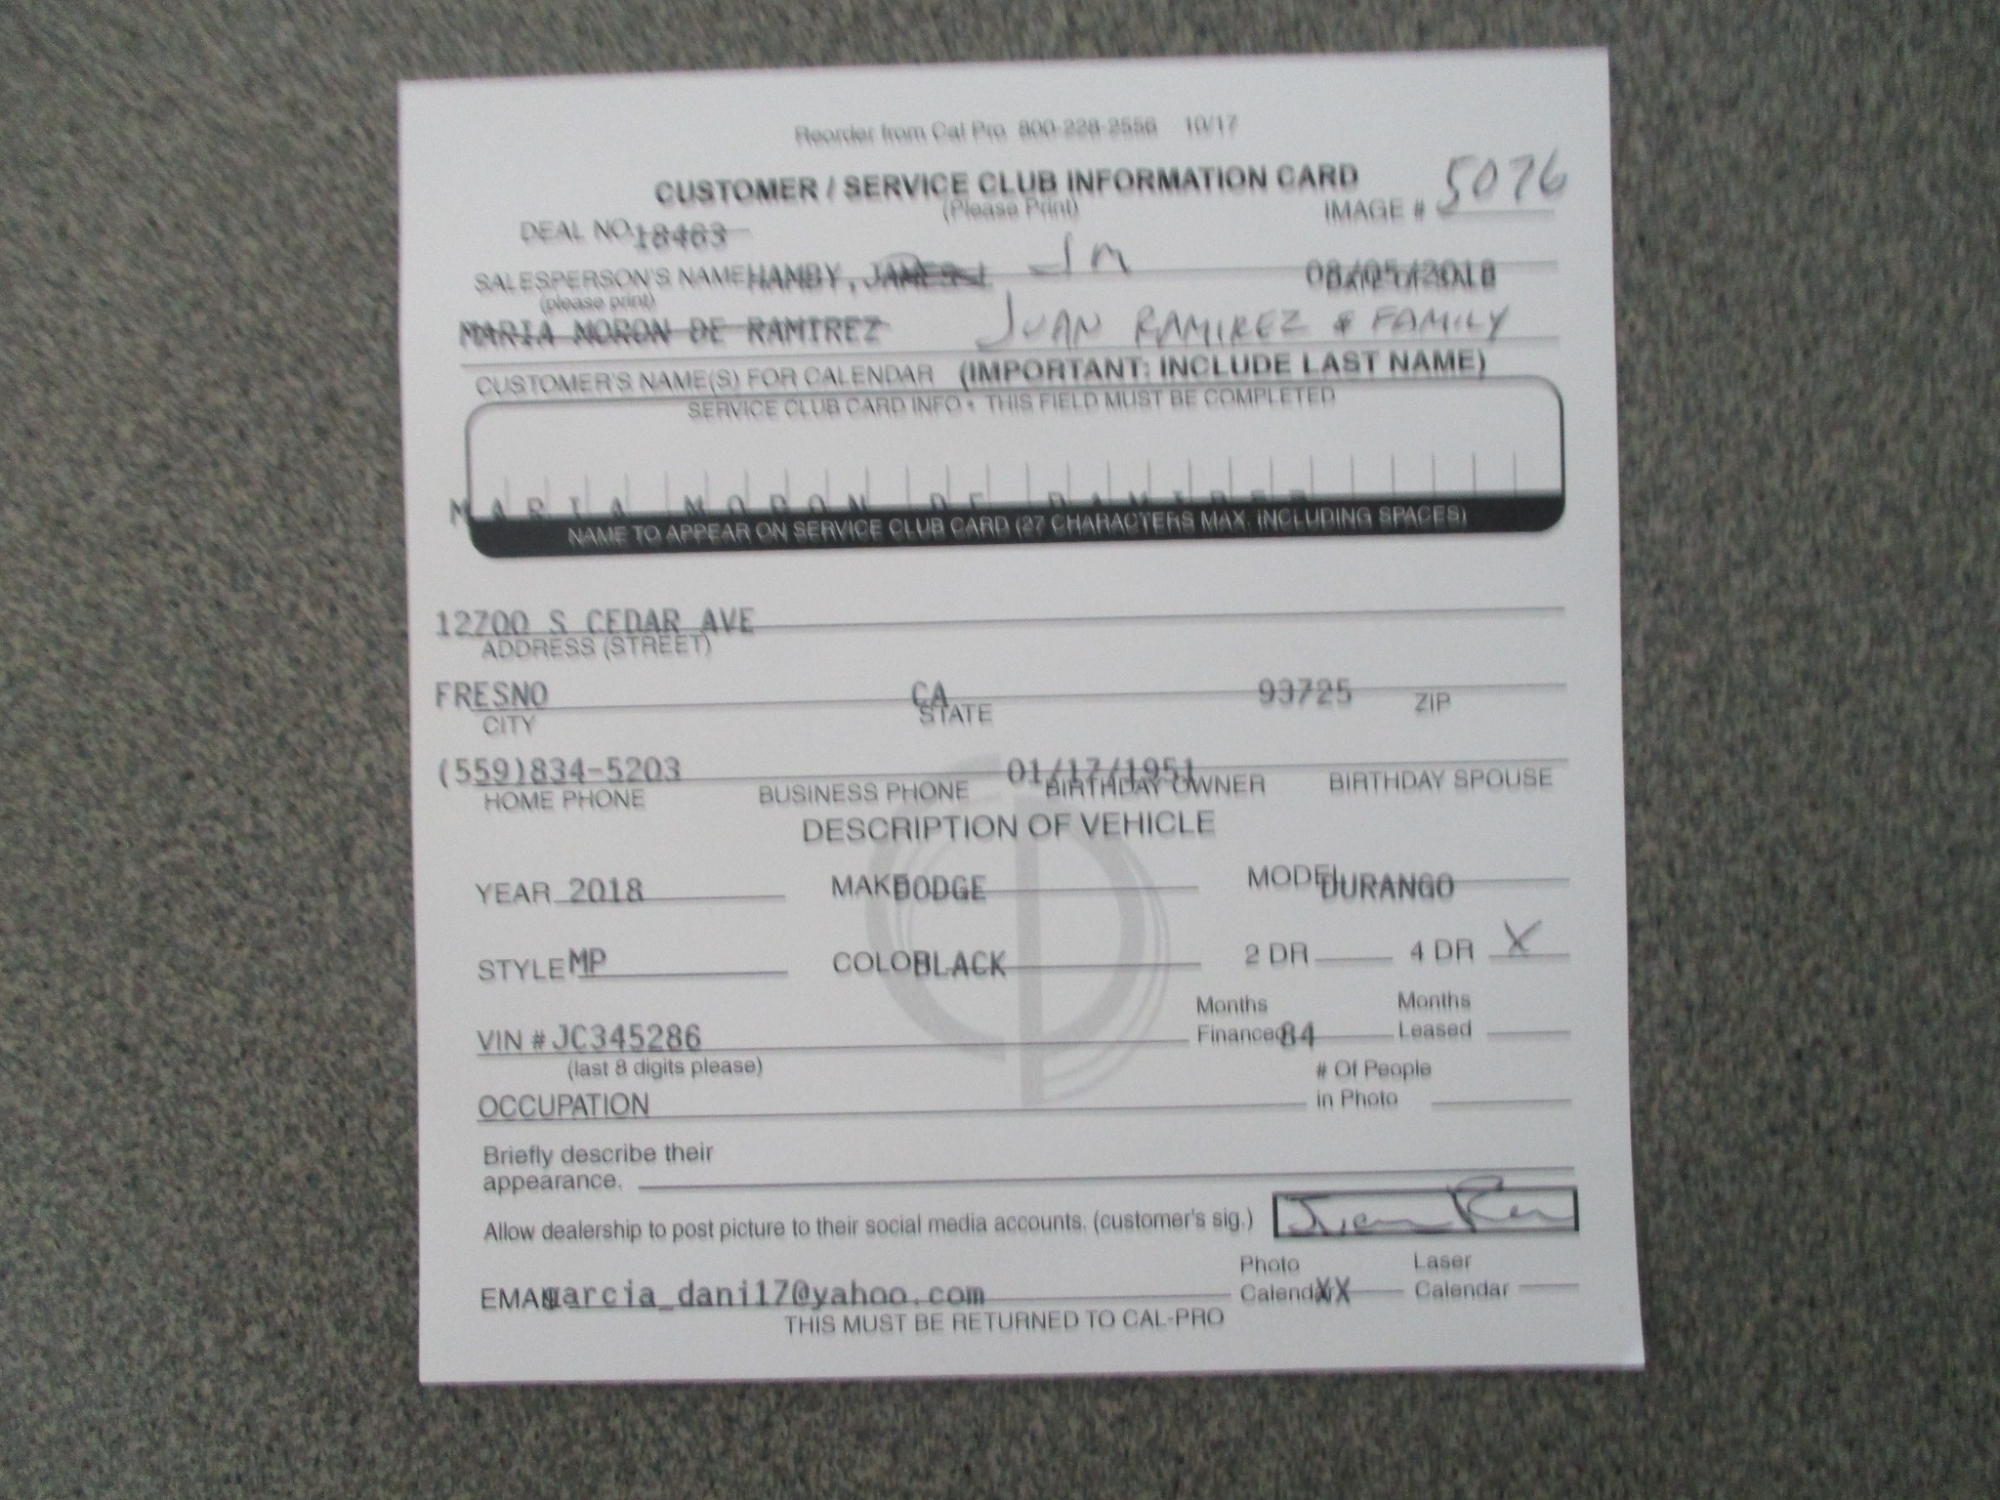 Reorder from Cal Pro 800-228-2556 10/17
CUSTOMER / SERVICE CLUB INFORMATION CARD
(Please Print)
IMAGE # 5076
DEAL NO. 18463
SALESPERSON'S NAME HAMBY, JAMES Jm 08/05/2018
(please print) DATE OF SALE
MARIA MORON DE RAMIREZ JUAN RAMIREZ & FAMILY
CUSTOMER'S NAME(S) FOR CALENDAR (IMPORTANT: INCLUDE LAST NAME)
SERVICE CLUB CARD INFO • THIS FIELD MUST BE COMPLETED
MARIA MORON DE RAMIREZ
NAME TO APPEAR ON SERVICE CLUB CARD (27 CHARACTERS MAX. INCLUDING SPACES)
12700 S CEDAR AVE
ADDRESS (STREET)
FRESNO CA 93725 ZIP
CITY STATE
(559)834-5203 01/17/1951
HOME PHONE BUSINESS PHONE BIRTHDAY OWNER BIRTHDAY SPOUSE
DESCRIPTION OF VEHICLE
YEAR 2018 MAKE DODGE MODEL DURANGO
STYLE MP COLOR BLACK 2 DR 4 DR X
VIN # JC345286 Months Financed 84 Months Leased
(last 8 digits please)
OCCUPATION # Of People in Photo
Briefly describe their
appearance.
Allow dealership to post picture to their social media accounts. (customer's sig.)
EMAIL garcia_dani17@yahoo.com Photo Calendar XX Laser Calendar
THIS MUST BE RETURNED TO CAL-PRO